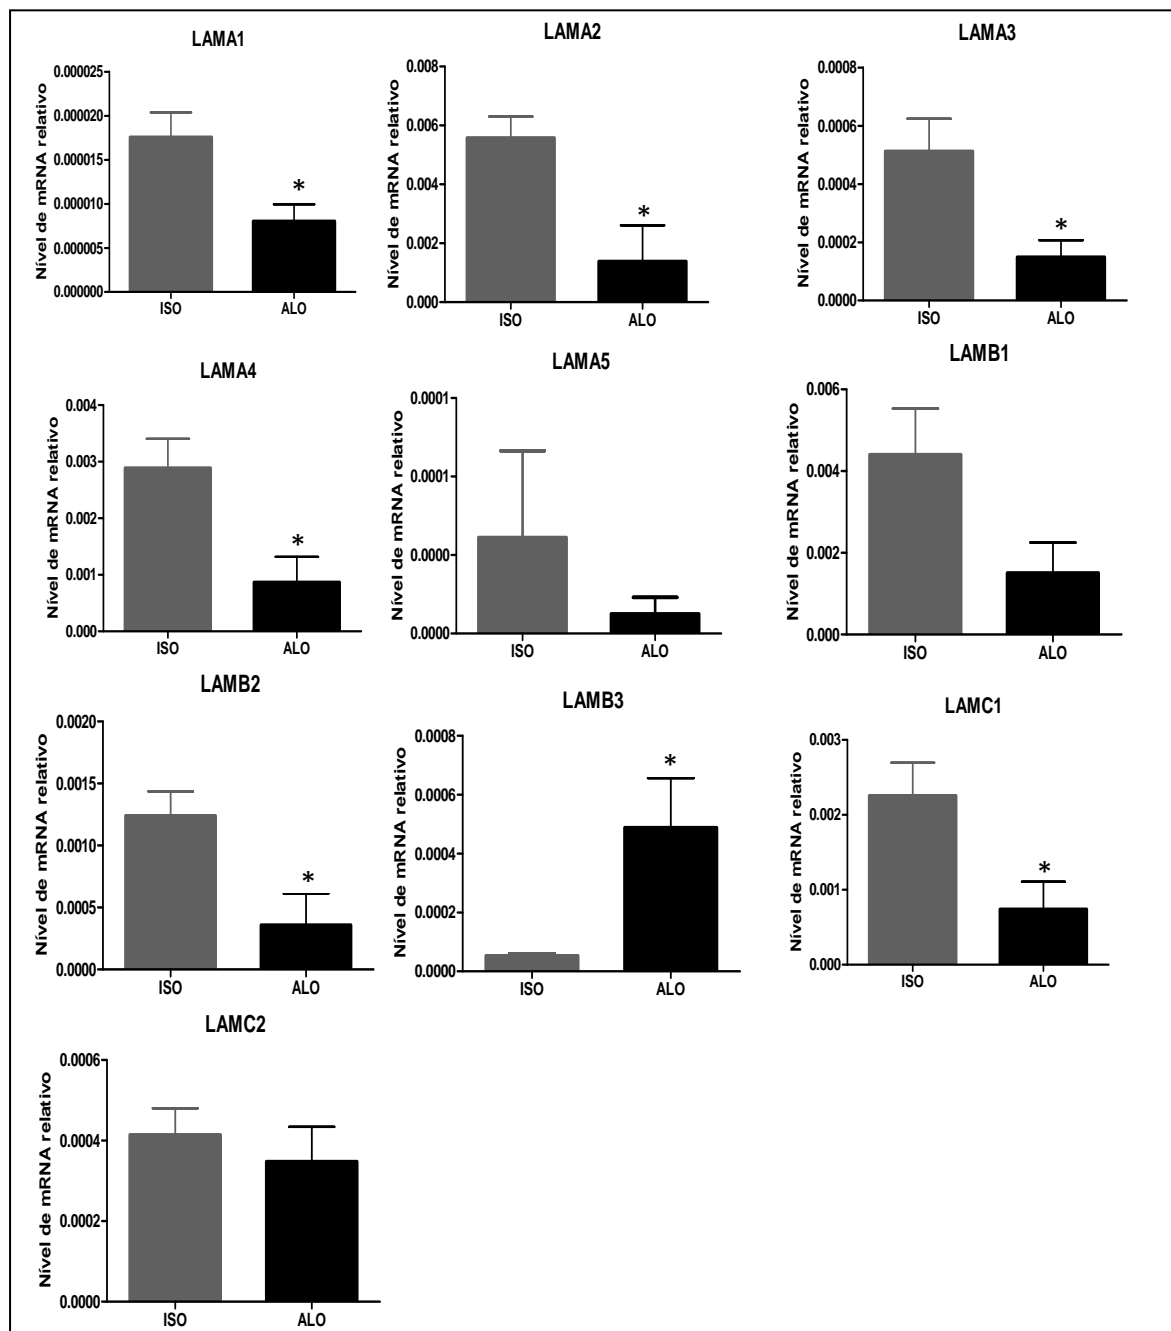 LAMA1
Nível de mRNA relativo
0.000025
0.000020
0.000015
0.000010
0.000005
0.000000
*
ISO ALO
LAMA2
Nível de mRNA relativo
0.008
0.006
0.004
0.002
0.000
*
ISO ALO
LAMA3
Nível de mRNA relativo
0.0008
0.0006
0.0004
0.0002
0.0000
*
ISO ALO
LAMA4
Nível de mRNA relativo
0.004
0.003
0.002
0.001
0.000
*
ISO ALO
LAMA5
Nível de mRNA relativo
0.0001
0.0001
0.0000
0.0000
ISO ALO
LAMB1
Nível de mRNA relativo
0.006
0.004
0.002
0.000
ISO ALO
LAMB2
Nível de mRNA relativo
0.0020
0.0015
0.0010
0.0005
0.0000
*
ISO ALO
LAMB3
Nível de mRNA relativo
0.0008
0.0006
0.0004
0.0002
0.0000
*
ISO ALO
LAMC1
Nível de mRNA relativo
0.003
0.002
0.001
0.000
*
ISO ALO
LAMC2
Nível de mRNA relativo
0.0006
0.0004
0.0002
0.0000
ISO ALO